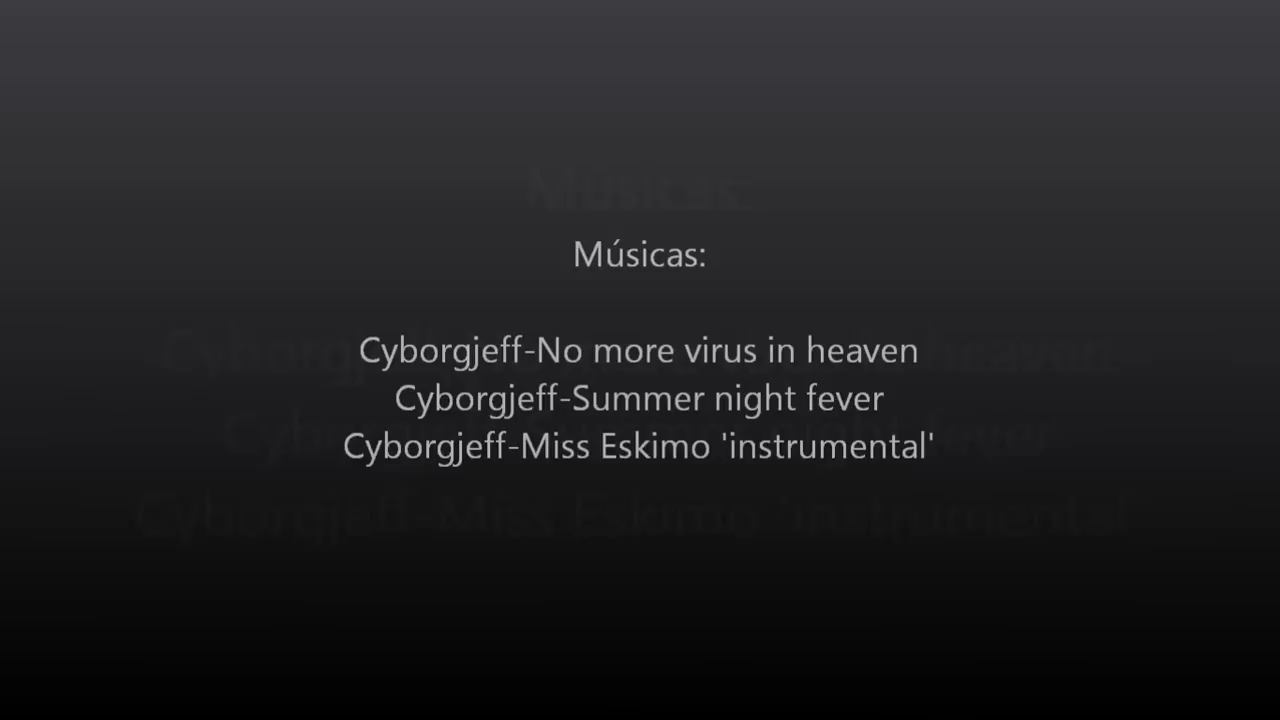 Músicas:
Cyborgjeff-No more virus in heaven
Cyborgjeff-Summer night fever
Cyborgjeff-Miss Eskimo 'instrumental'